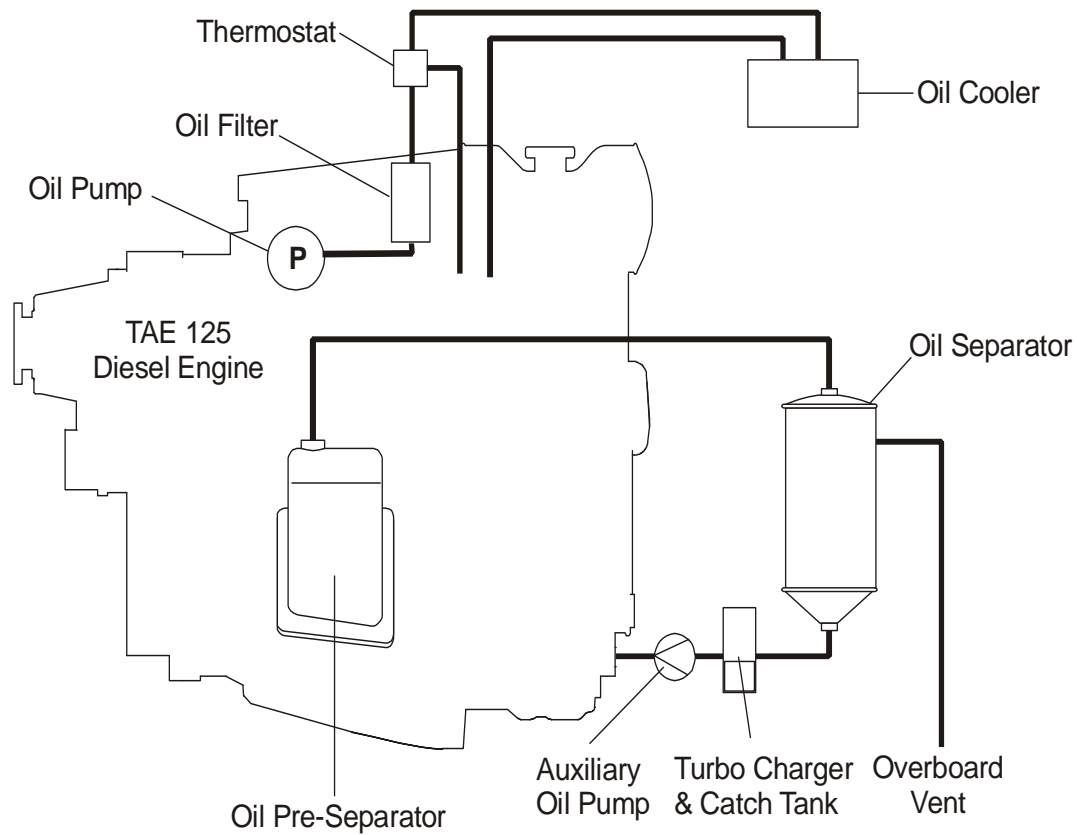 Thermostat
Oil Cooler
Oil Filter
Oil Pump
P
TAE 125
Diesel Engine
Oil Separator
Auxiliary
Oil Pump
Turbo Charger
& Catch Tank
Overboard
Vent
Oil Pre-Separator